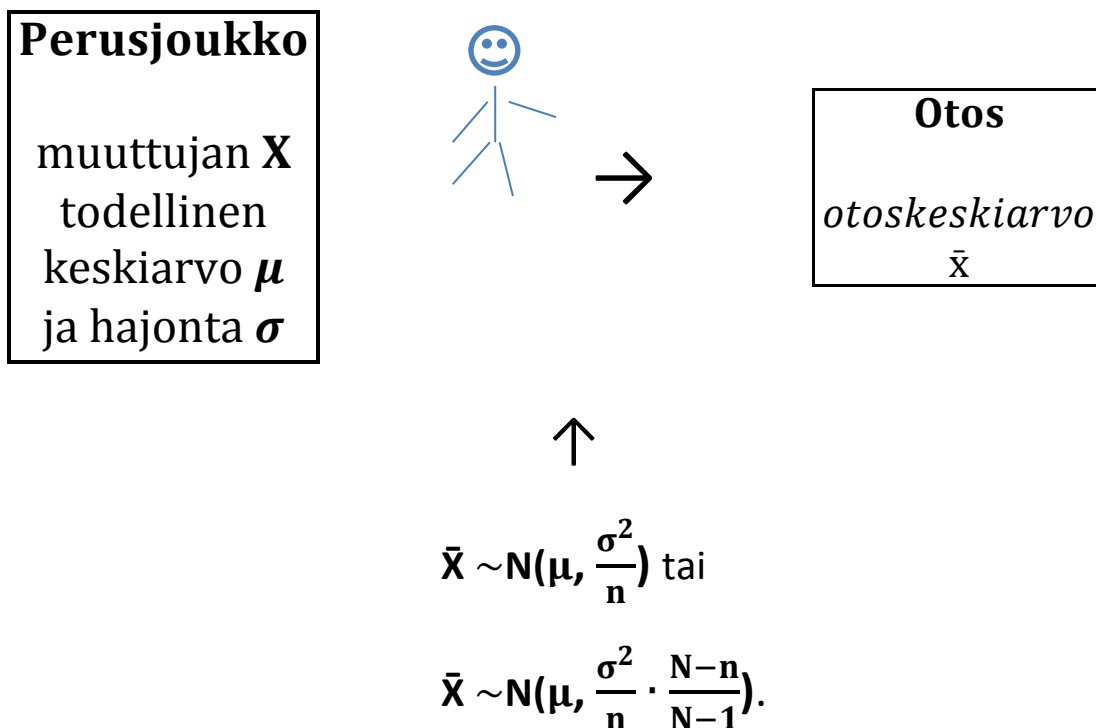 Perusjoukko
muuttujan X
todellinen
keskiarvo μ
ja hajonta σ
→
Otos
otoskeskiarvo
x̄
↑
X̄ ~N(μ, σ²/n) tai
X̄ ~N(μ, σ²/n · N−n/N−1).